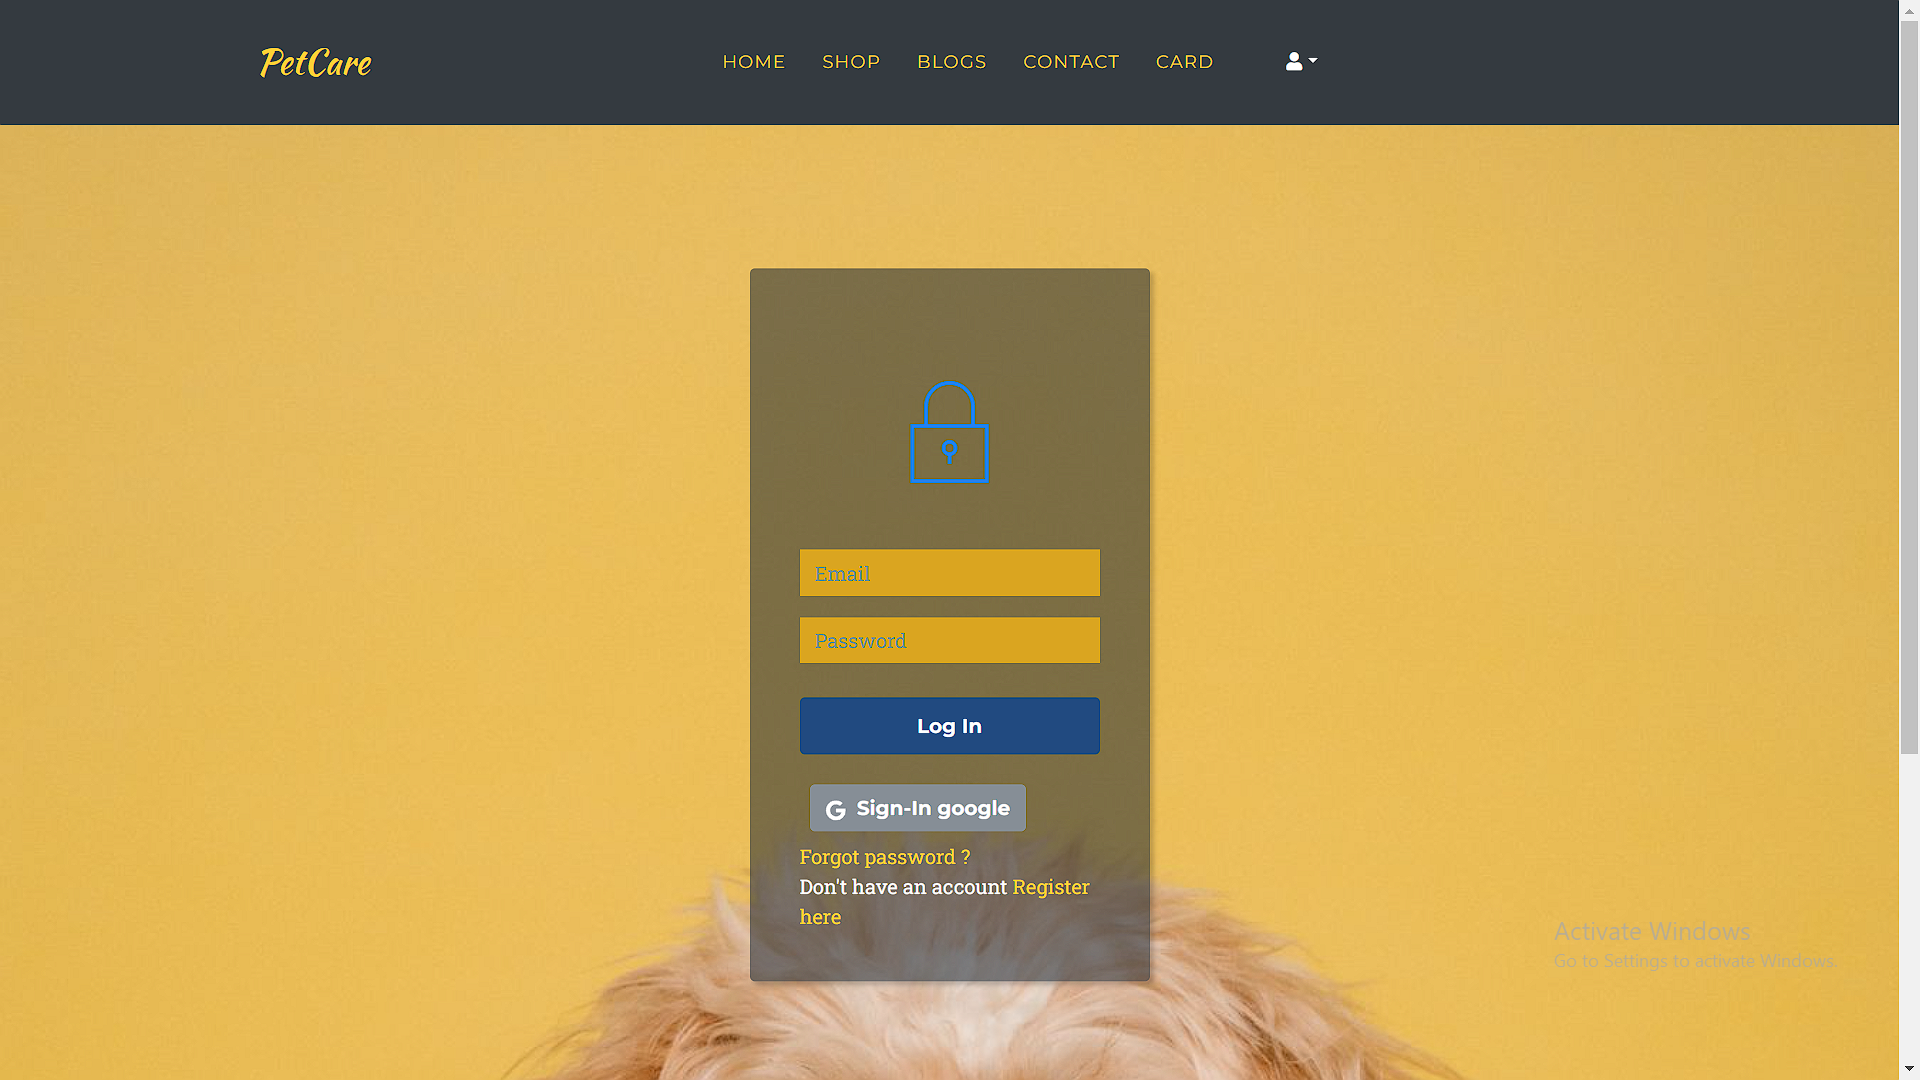 PetCare
HOME SHOP BLOGS CONTACT CARD
Email
Password
Log In
G Sign-In google
Forgot password ?
Don't have an account Register
here
Activate Windows
Go to Settings to activate Windows.